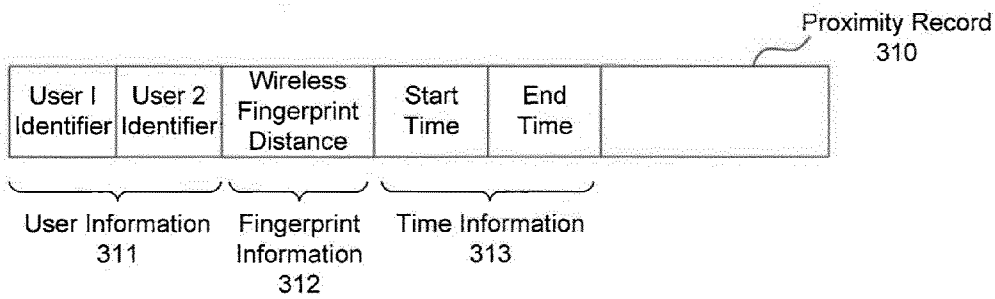 Proximity Record
310
User 1
Identifier
User 2
Identifier
Wireless
Fingerprint
Distance
Start
Time
End
Time
User Information
311
Fingerprint
Information
312
Time Information
313